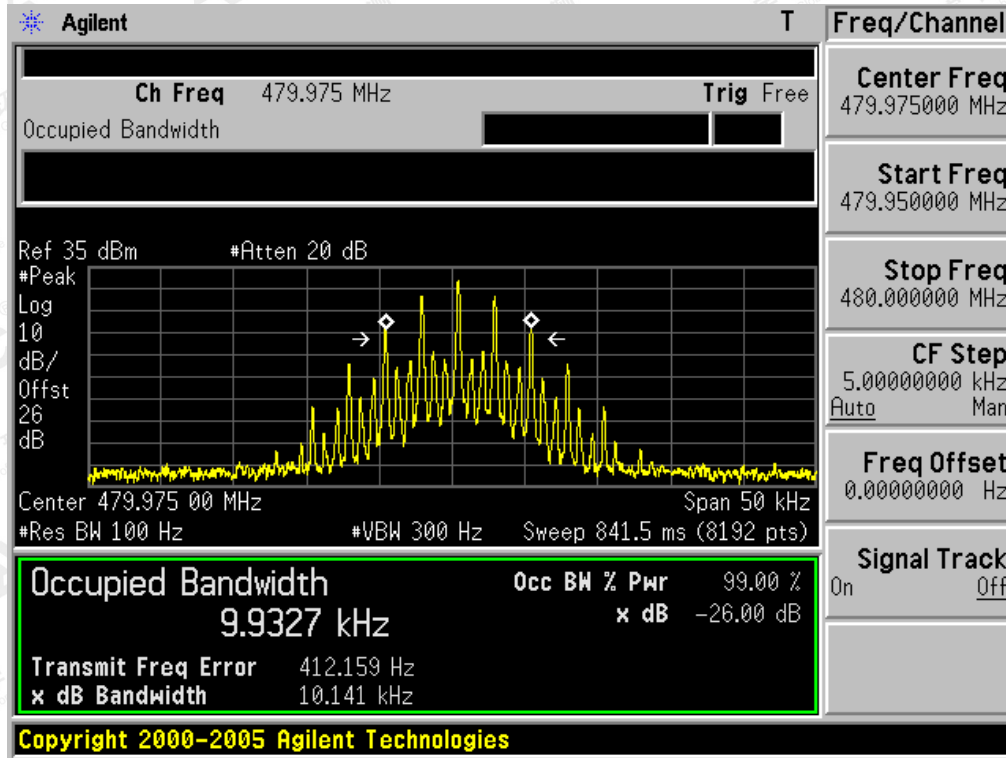 Agilent T Freq/Channel
Ch Freq 479.975 MHz Trig Free
Occupied Bandwidth
Center Freq
479.975000 MHz
Start Freq
479.950000 MHz
Stop Freq
480.000000 MHz
CF Step
5.00000000 kHz
Auto Man
Freq Offset
0.00000000 Hz
Signal Track
On Off
Ref 35 dBm #Atten 20 dB
#Peak
Log
10
dB/
Offst
26
dB
Center 479.975 00 MHz Span 50 kHz
#Res BW 100 Hz #VBW 300 Hz Sweep 841.5 ms (8192 pts)
Occupied Bandwidth
9.9327 kHz
Occ BW % Pwr 99.00 %
x dB -26.00 dB
Transmit Freq Error 412.159 Hz
x dB Bandwidth 10.141 kHz
Copyright 2000-2005 Agilent Technologies